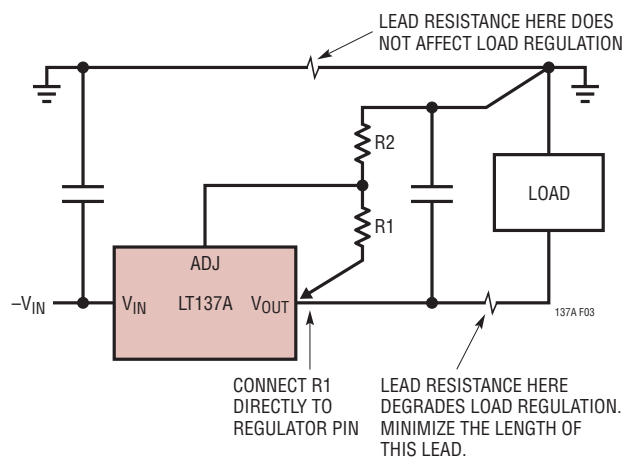 LEAD RESISTANCE HERE DOES
NOT AFFECT LOAD REGULATION
R2
R1
LOAD
ADJ
–VIN
VIN
LT137A
VOUT
137A F03
CONNECT R1
DIRECTLY TO
REGULATOR PIN
LEAD RESISTANCE HERE
DEGRADES LOAD REGULATION.
MINIMIZE THE LENGTH OF
THIS LEAD.